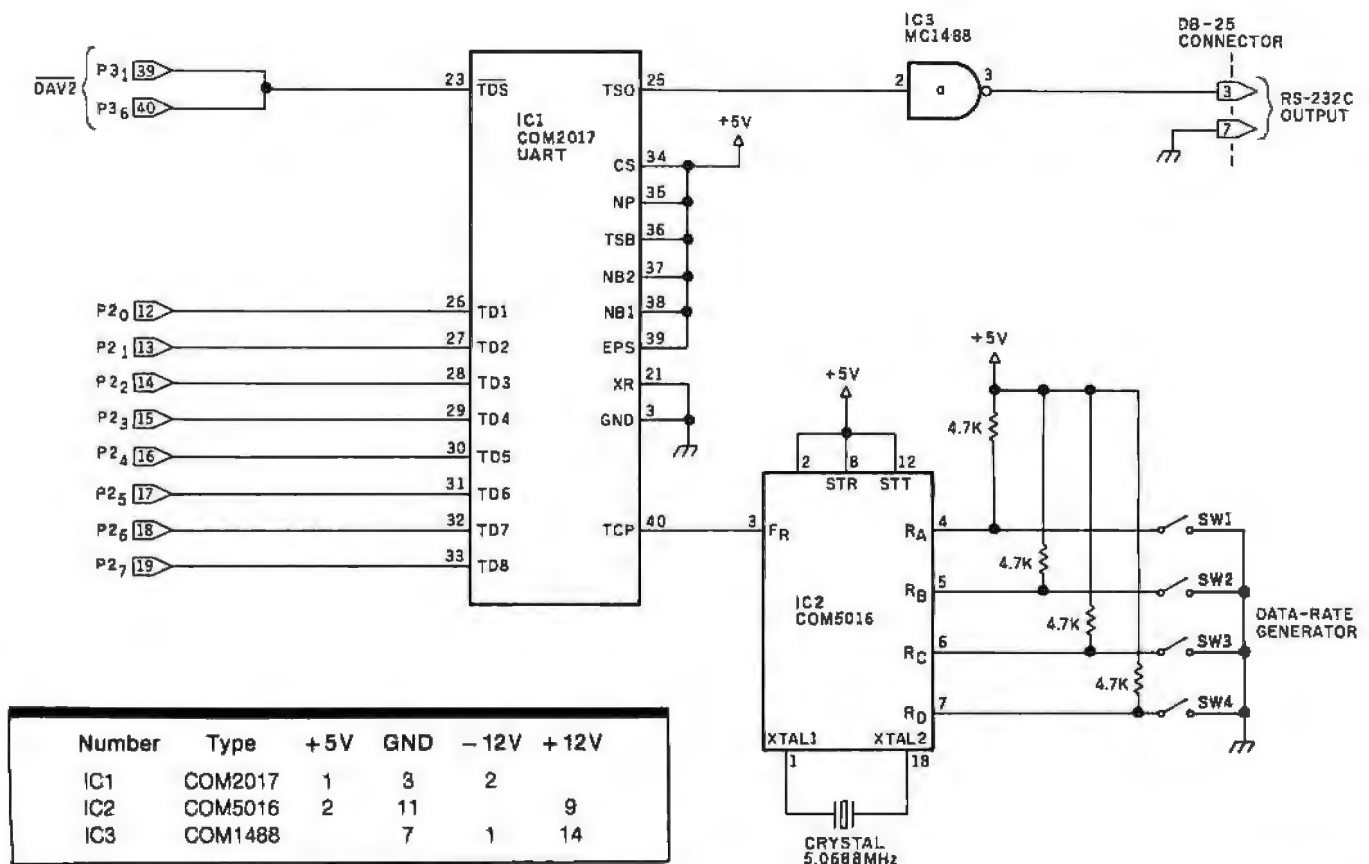 IC3
MC1488
DB-25
CONNECTOR
DAV2
P3₁ 39
P3₆ 40
23 TDS
TSO 25
2
a
3
3
7
RS-232C
OUTPUT
IC1
COM2017
UART
+5V
CS 34
NP 35
TSB 36
NB2 37
NB1 38
EPS 39
XR 21
GND 3
TCP 40
P2₀ 12
26 TD1
P2₁ 13
27 TD2
P2₂ 14
28 TD3
P2₃ 15
29 TD4
P2₄ 16
30 TD5
P2₅ 17
31 TD6
P2₆ 18
32 TD7
P2₇ 19
33 TD8
+5V
+5V
2 8 12
STR STT
3 FR
IC2
COM5016
RA 4
RB 5
RC 6
RD 7
4.7K
4.7K
4.7K
4.7K
SW1
SW2
SW3
SW4
DATA-RATE
GENERATOR
XTAL1 XTAL2
1 18
CRYSTAL
5.0688MHz
Number Type +5V GND -12V +12V
IC1 COM2017 1 3 2
IC2 COM5016 2 11 9
IC3 COM1488 7 1 14